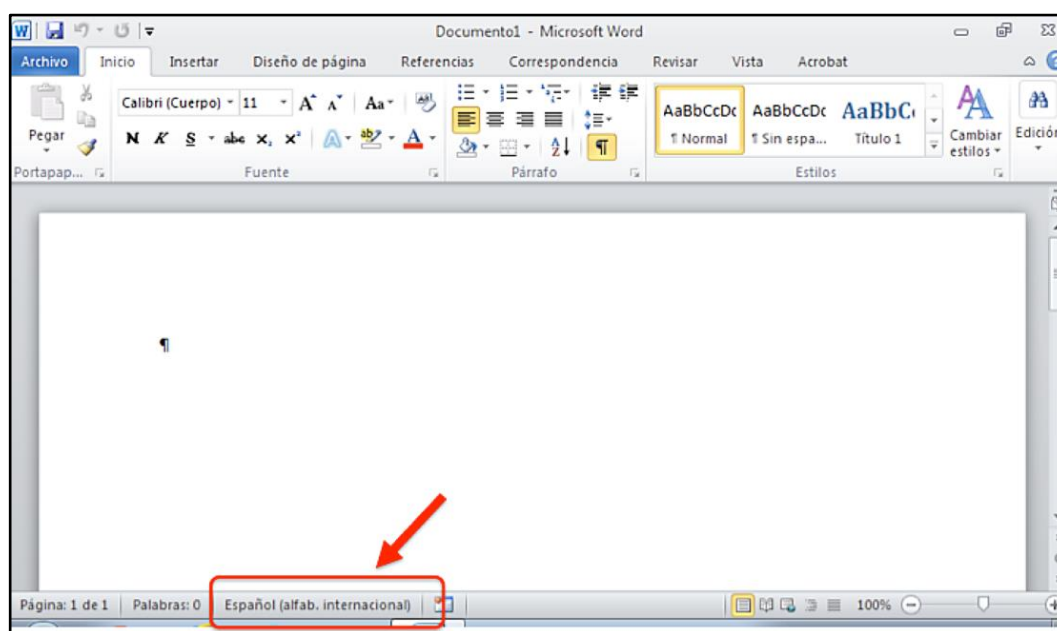 W
Documento1 - Microsoft Word
Archivo Inicio Insertar Diseño de página Referencias Correspondencia Revisar Vista Acrobat
Calibri (Cuerpo) 11 A A Aa
Pegar
N K S abc x₂ x² A ab A
AaBbCcDc AaBbCcDc AaBbC
¶ Normal ¶ Sin espa... Título 1
Cambiar estilos
Edición
Portapap... Fuente Párrafo Estilos
¶
Página: 1 de 1 Palabras: 0 Español (alfab. internacional) 100%